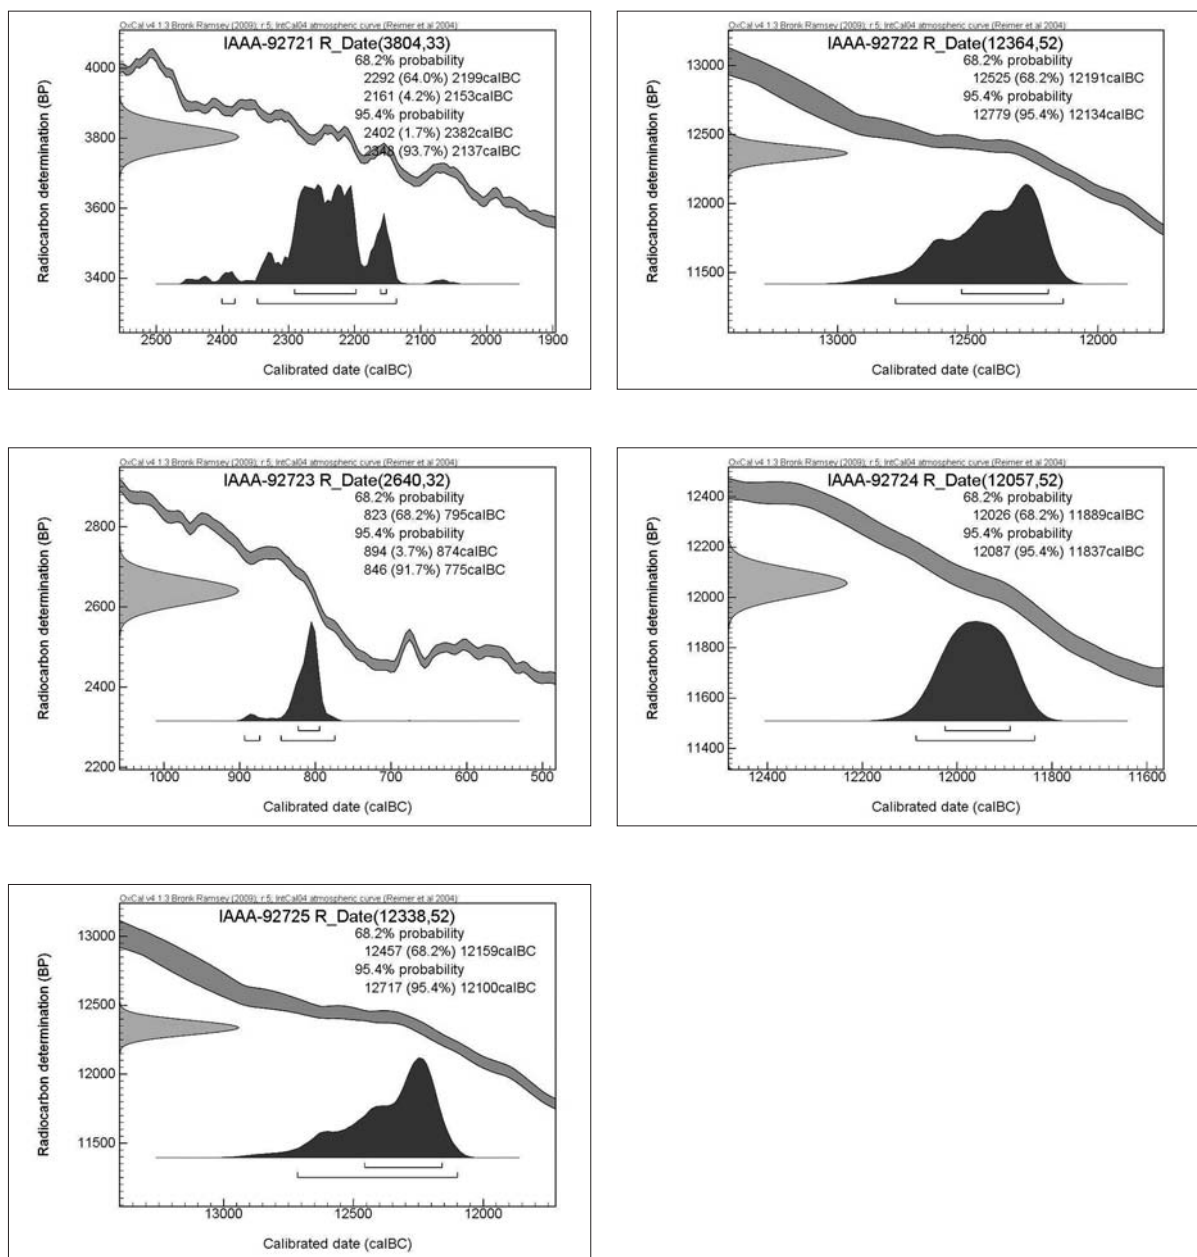 OxCal v4.1.3 Bronk Ramsey (2009); r:5; IntCal04 atmospheric curve (Reimer et al 2004)
IAAA-92721 R_Date(3804,33)
68.2% probability
2292 (64.0%) 2199calBC
2161 (4.2%) 2153calBC
95.4% probability
2402 (1.7%) 2382calBC
2348 (93.7%) 2137calBC
Radiocarbon determination (BP)
4000
3800
3600
3400
2500 2400 2300 2200 2100 2000 1900
Calibrated date (calBC)
OxCal v4.1.3 Bronk Ramsey (2009); r:5; IntCal04 atmospheric curve (Reimer et al 2004)
IAAA-92722 R_Date(12364,52)
68.2% probability
12525 (68.2%) 12191calBC
95.4% probability
12779 (95.4%) 12134calBC
Radiocarbon determination (BP)
13000
12500
12000
11500
13000 12500 12000
Calibrated date (calBC)
OxCal v4.1.3 Bronk Ramsey (2009); r:5; IntCal04 atmospheric curve (Reimer et al 2004)
IAAA-92723 R_Date(2640,32)
68.2% probability
823 (68.2%) 795calBC
95.4% probability
894 (3.7%) 874calBC
846 (91.7%) 775calBC
Radiocarbon determination (BP)
2800
2600
2400
2200
1000 900 800 700 600 500
Calibrated date (calBC)
OxCal v4.1.3 Bronk Ramsey (2009); r:5; IntCal04 atmospheric curve (Reimer et al 2004)
IAAA-92724 R_Date(12057,52)
68.2% probability
12026 (68.2%) 11889calBC
95.4% probability
12087 (95.4%) 11837calBC
Radiocarbon determination (BP)
12400
12200
12000
11800
11600
11400
12400 12200 12000 11800 11600
Calibrated date (calBC)
OxCal v4.1.3 Bronk Ramsey (2009); r:5; IntCal04 atmospheric curve (Reimer et al 2004)
IAAA-92725 R_Date(12338,52)
68.2% probability
12457 (68.2%) 12159calBC
95.4% probability
12717 (95.4%) 12100calBC
Radiocarbon determination (BP)
13000
12500
12000
11500
13000 12500 12000
Calibrated date (calBC)